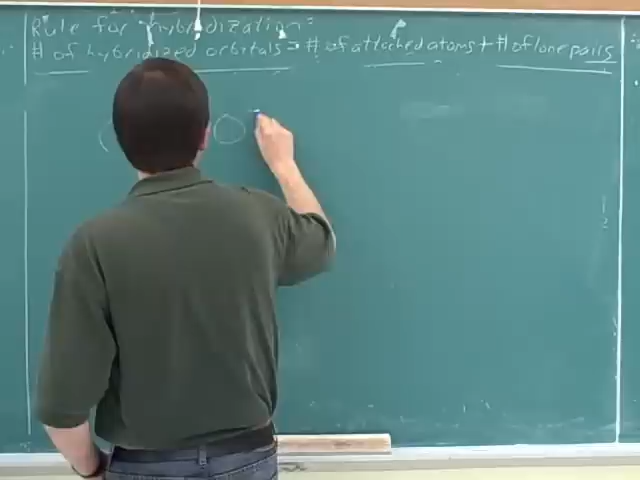 Rule for hybridization:
# of hybridized orbitals = # of attached atoms + # of lone pairs